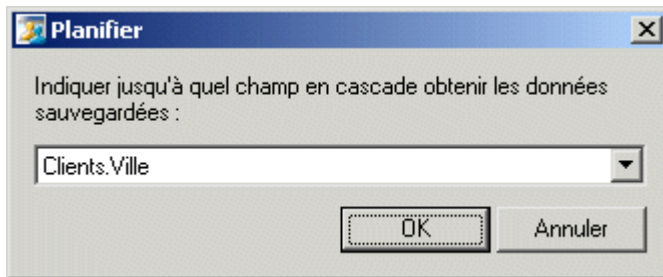 Planifier
Indiquer jusqu'à quel champ en cascade obtenir les données
sauvegardées :
Clients.Ville
OK Annuler